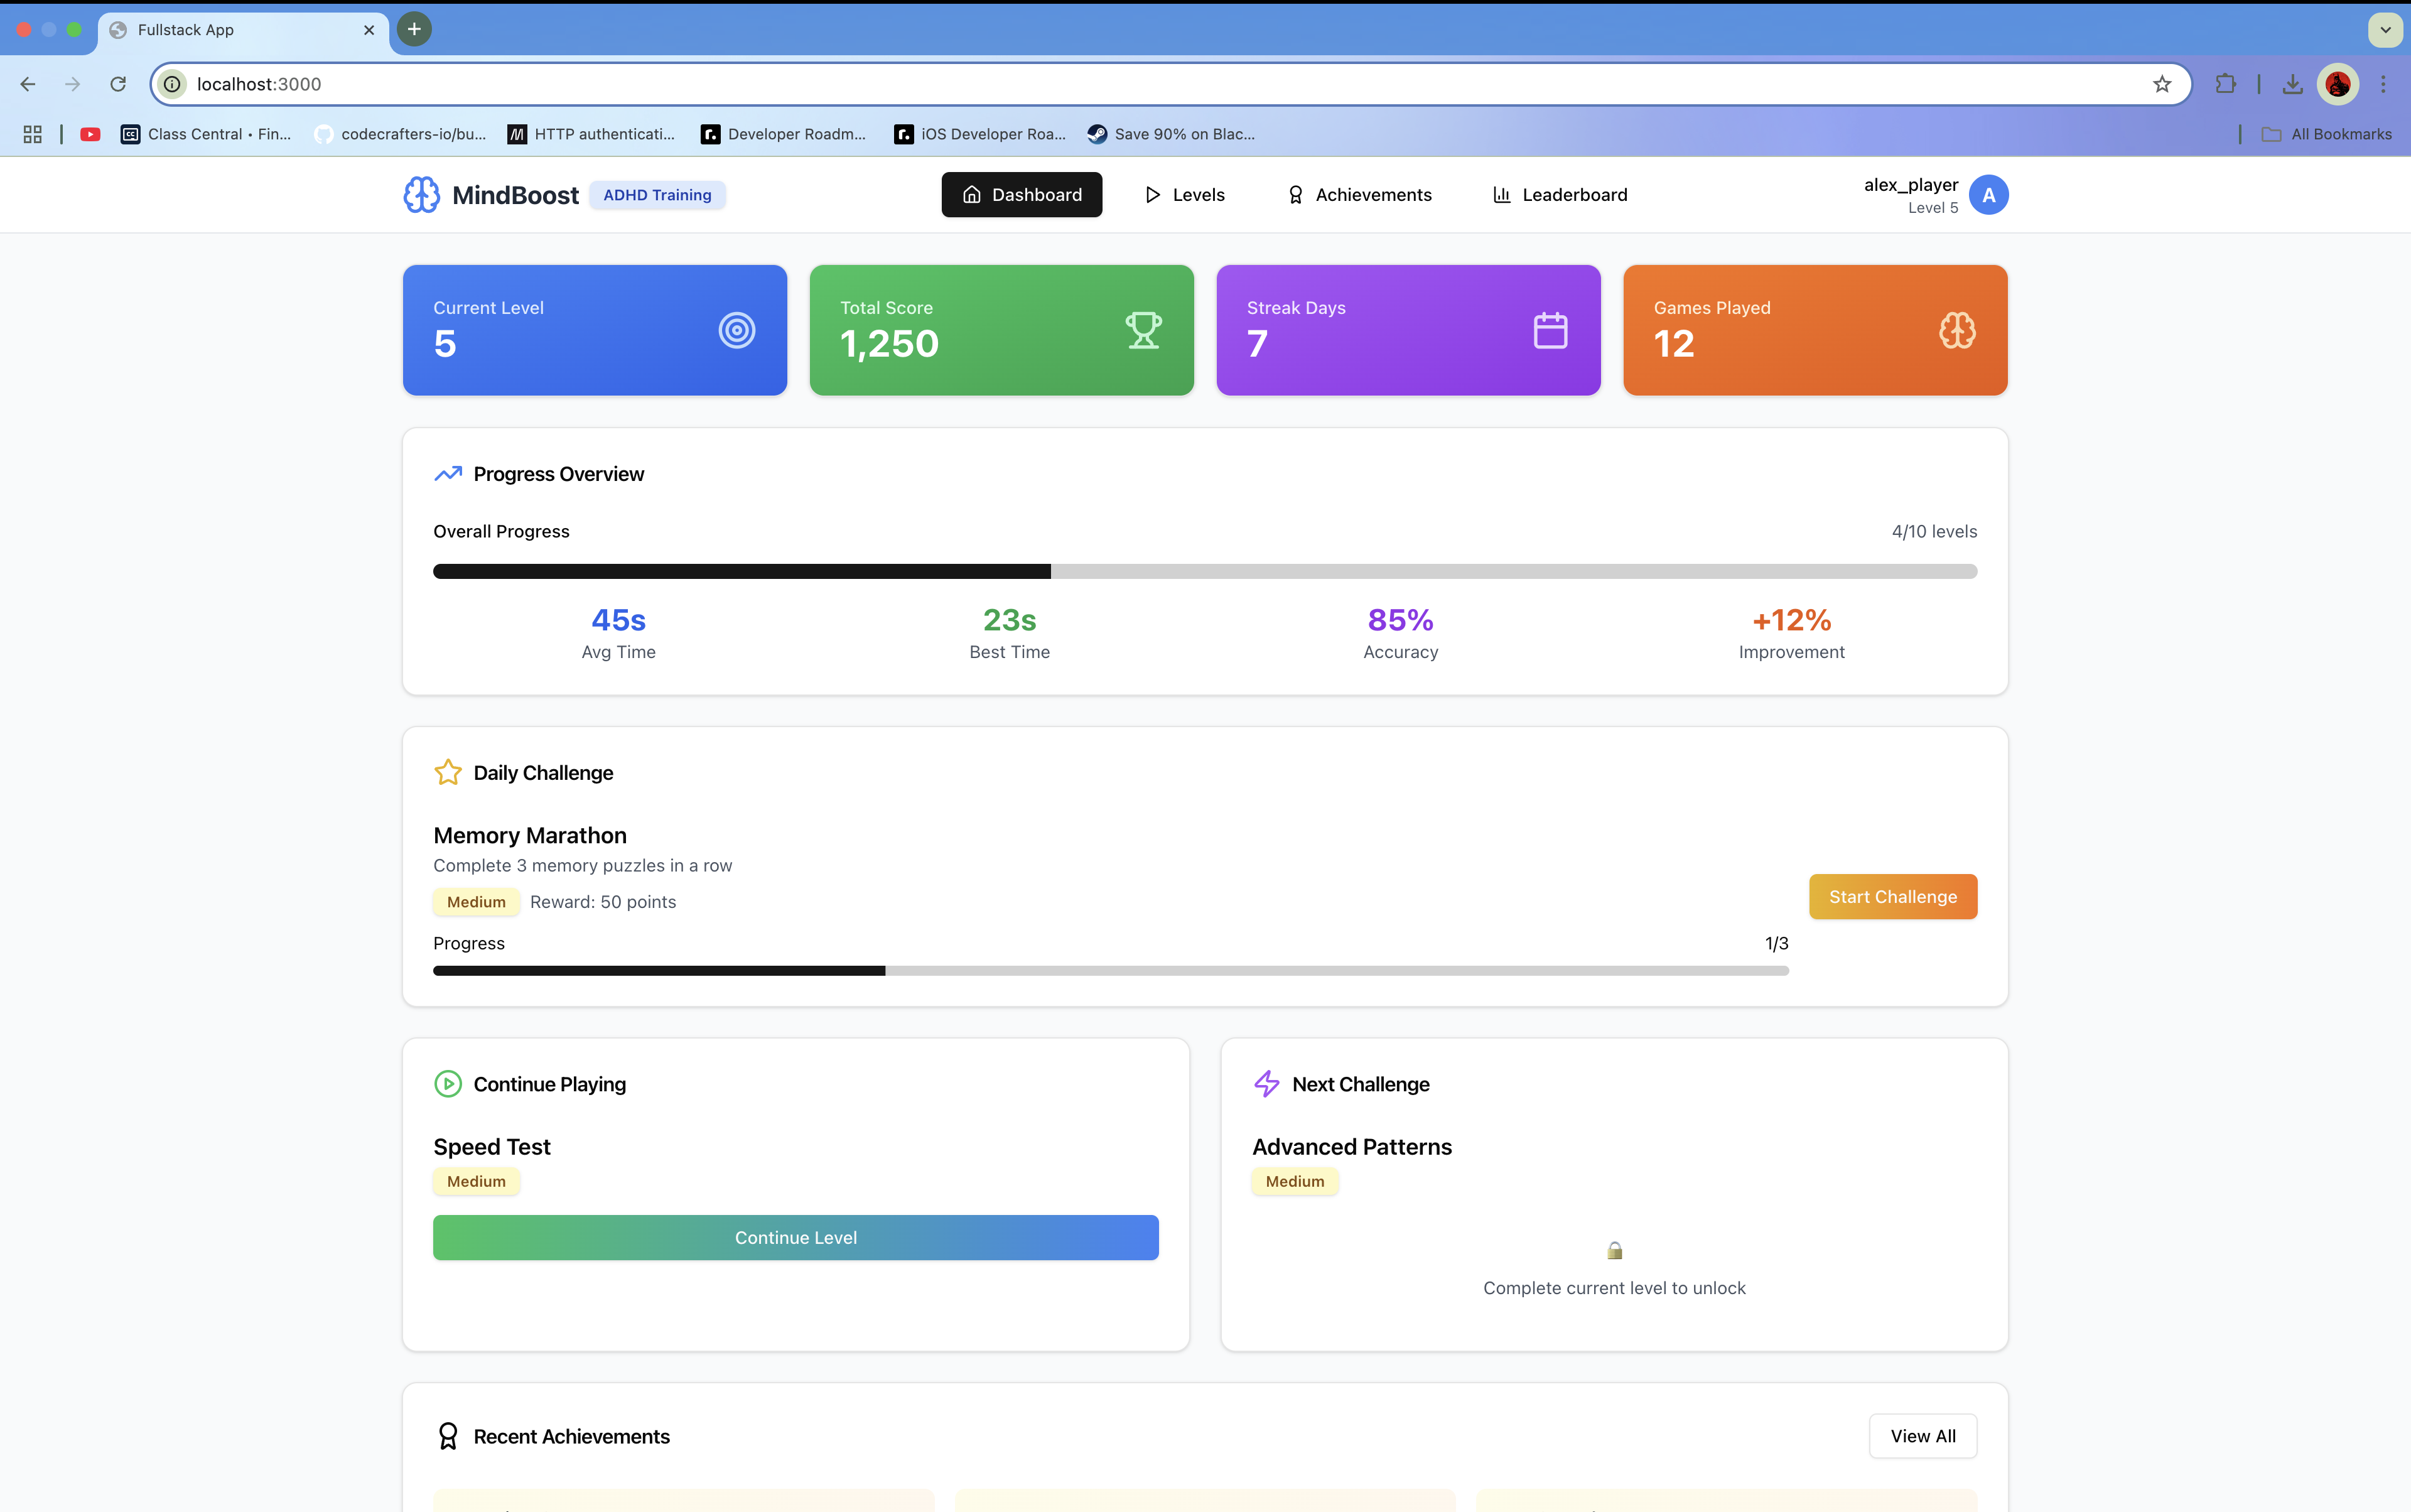 Fullstack App
localhost:3000
Class Central • Fin...
codecrafters-io/bu...
HTTP authenticati...
Developer Roadm...
iOS Developer Roa...
Save 90% on Blac...
All Bookmarks
MindBoost
ADHD Training
Dashboard
Levels
Achievements
Leaderboard
alex_player
Level 5
A
Current Level
5
Total Score
1,250
Streak Days
7
Games Played
12
Progress Overview
Overall Progress
4/10 levels
45s
Avg Time
23s
Best Time
85%
Accuracy
+12%
Improvement
Daily Challenge
Memory Marathon
Complete 3 memory puzzles in a row
Medium
Reward: 50 points
Start Challenge
Progress
1/3
Continue Playing
Speed Test
Medium
Continue Level
Next Challenge
Advanced Patterns
Medium
Complete current level to unlock
Recent Achievements
View All